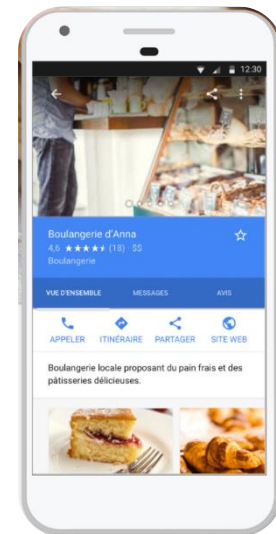 12:30
Boulangerie d'Anna
4,6 ★★★★★ (18) · $$
Boulangerie
VUE D'ENSEMBLE MESSAGES AVIS
APPELER ITINÉRAIRE PARTAGER SITE WEB
Boulangerie locale proposant du pain frais et des
pâtisseries délicieuses.